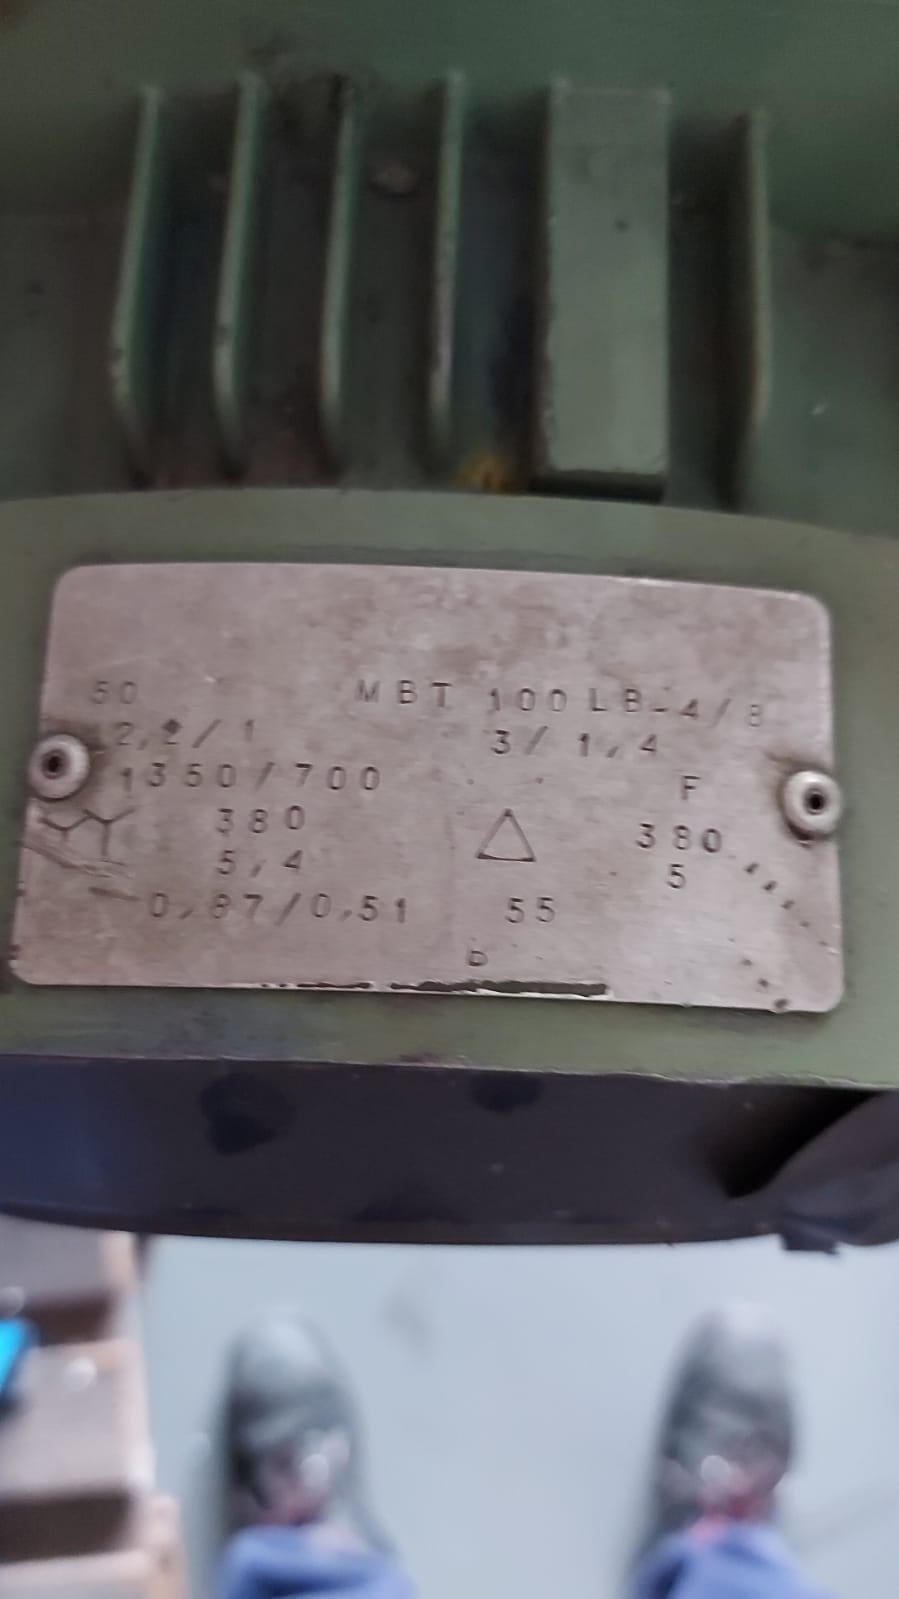 50 MBT 100LB-4/8
2,2/1 3/1,4
1350/700 F
YY 380 △ 380
5,4 5
0,87/0,51 55
b